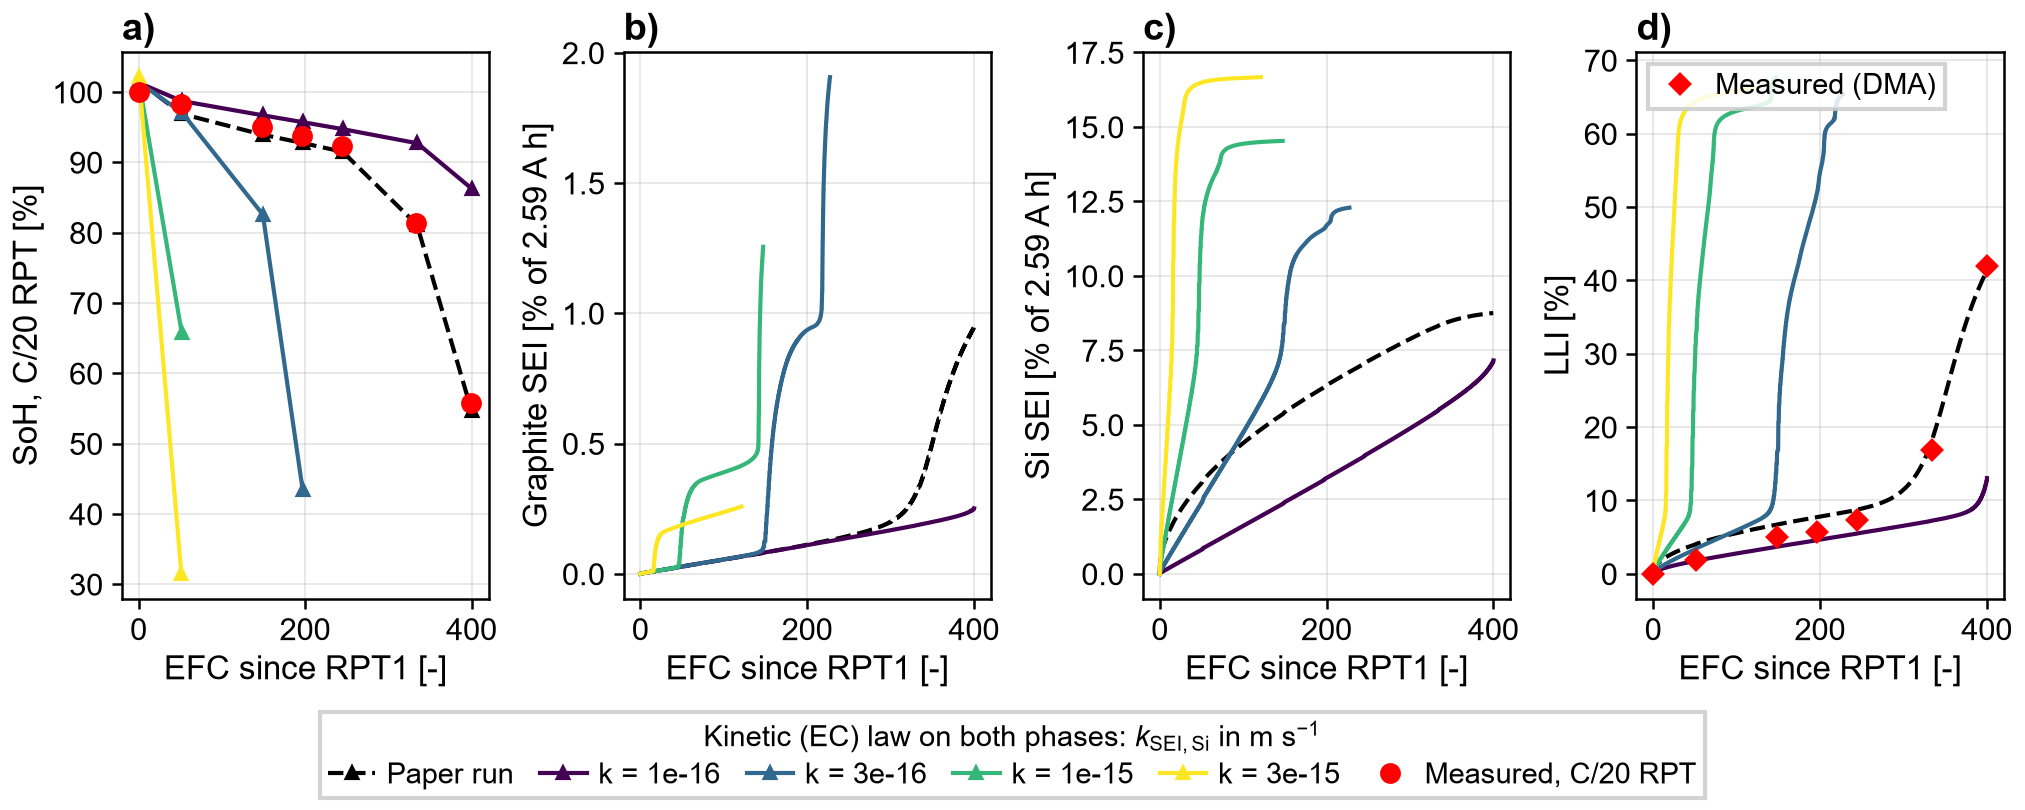 a)
b)
c)
d)
100
90
80
70
60
50
40
30
SoH, C/20 RPT [%]
0
200
400
EFC since RPT1 [-]
2.0
1.5
1.0
0.5
0.0
Graphite SEI [% of 2.59 A h]
0
200
400
EFC since RPT1 [-]
17.5
15.0
12.5
10.0
7.5
5.0
2.5
0.0
Si SEI [% of 2.59 A h]
0
200
400
EFC since RPT1 [-]
70
60
50
40
30
20
10
0
LLI [%]
Measured (DMA)
0
200
400
EFC since RPT1 [-]
Kinetic (EC) law on both phases: k_SEI, Si in m s⁻¹
Paper run k = 1e-16 k = 3e-16 k = 1e-15 k = 3e-15 Measured, C/20 RPT